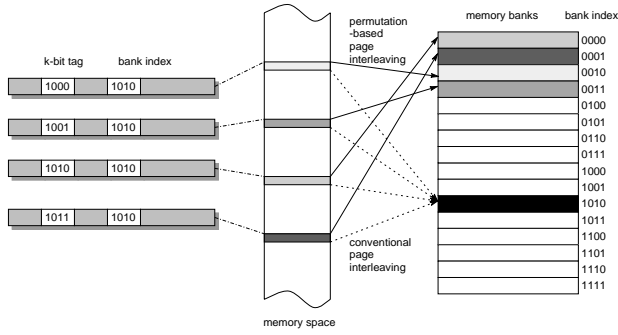 k-bit tag
bank index
1000
1010
1001
1010
1010
1010
1011
1010
permutation
-based
page
interleaving
conventional
page
interleaving
memory space
memory banks
bank index
0000
0001
0010
0011
0100
0101
0110
0111
1000
1001
1010
1011
1100
1101
1110
1111